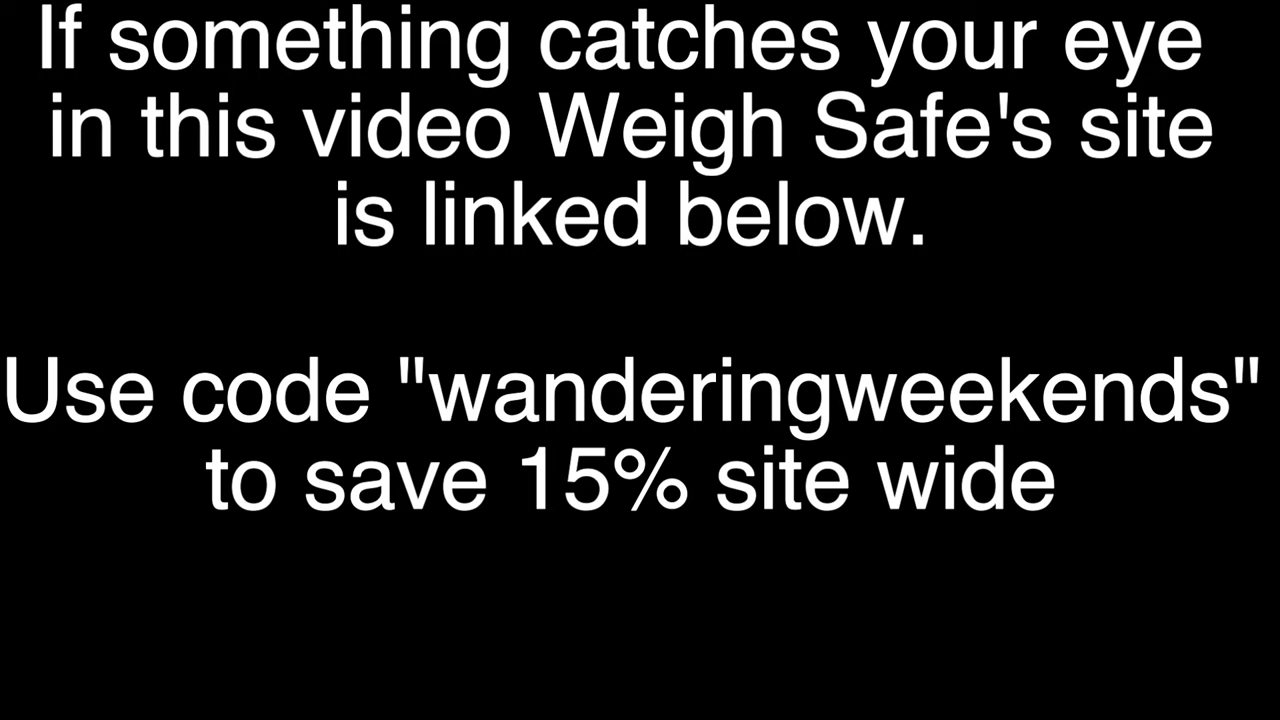 If something catches your eye
in this video Weigh Safe's site
is linked below.
Use code "wanderingweekends"
to save 15% site wide